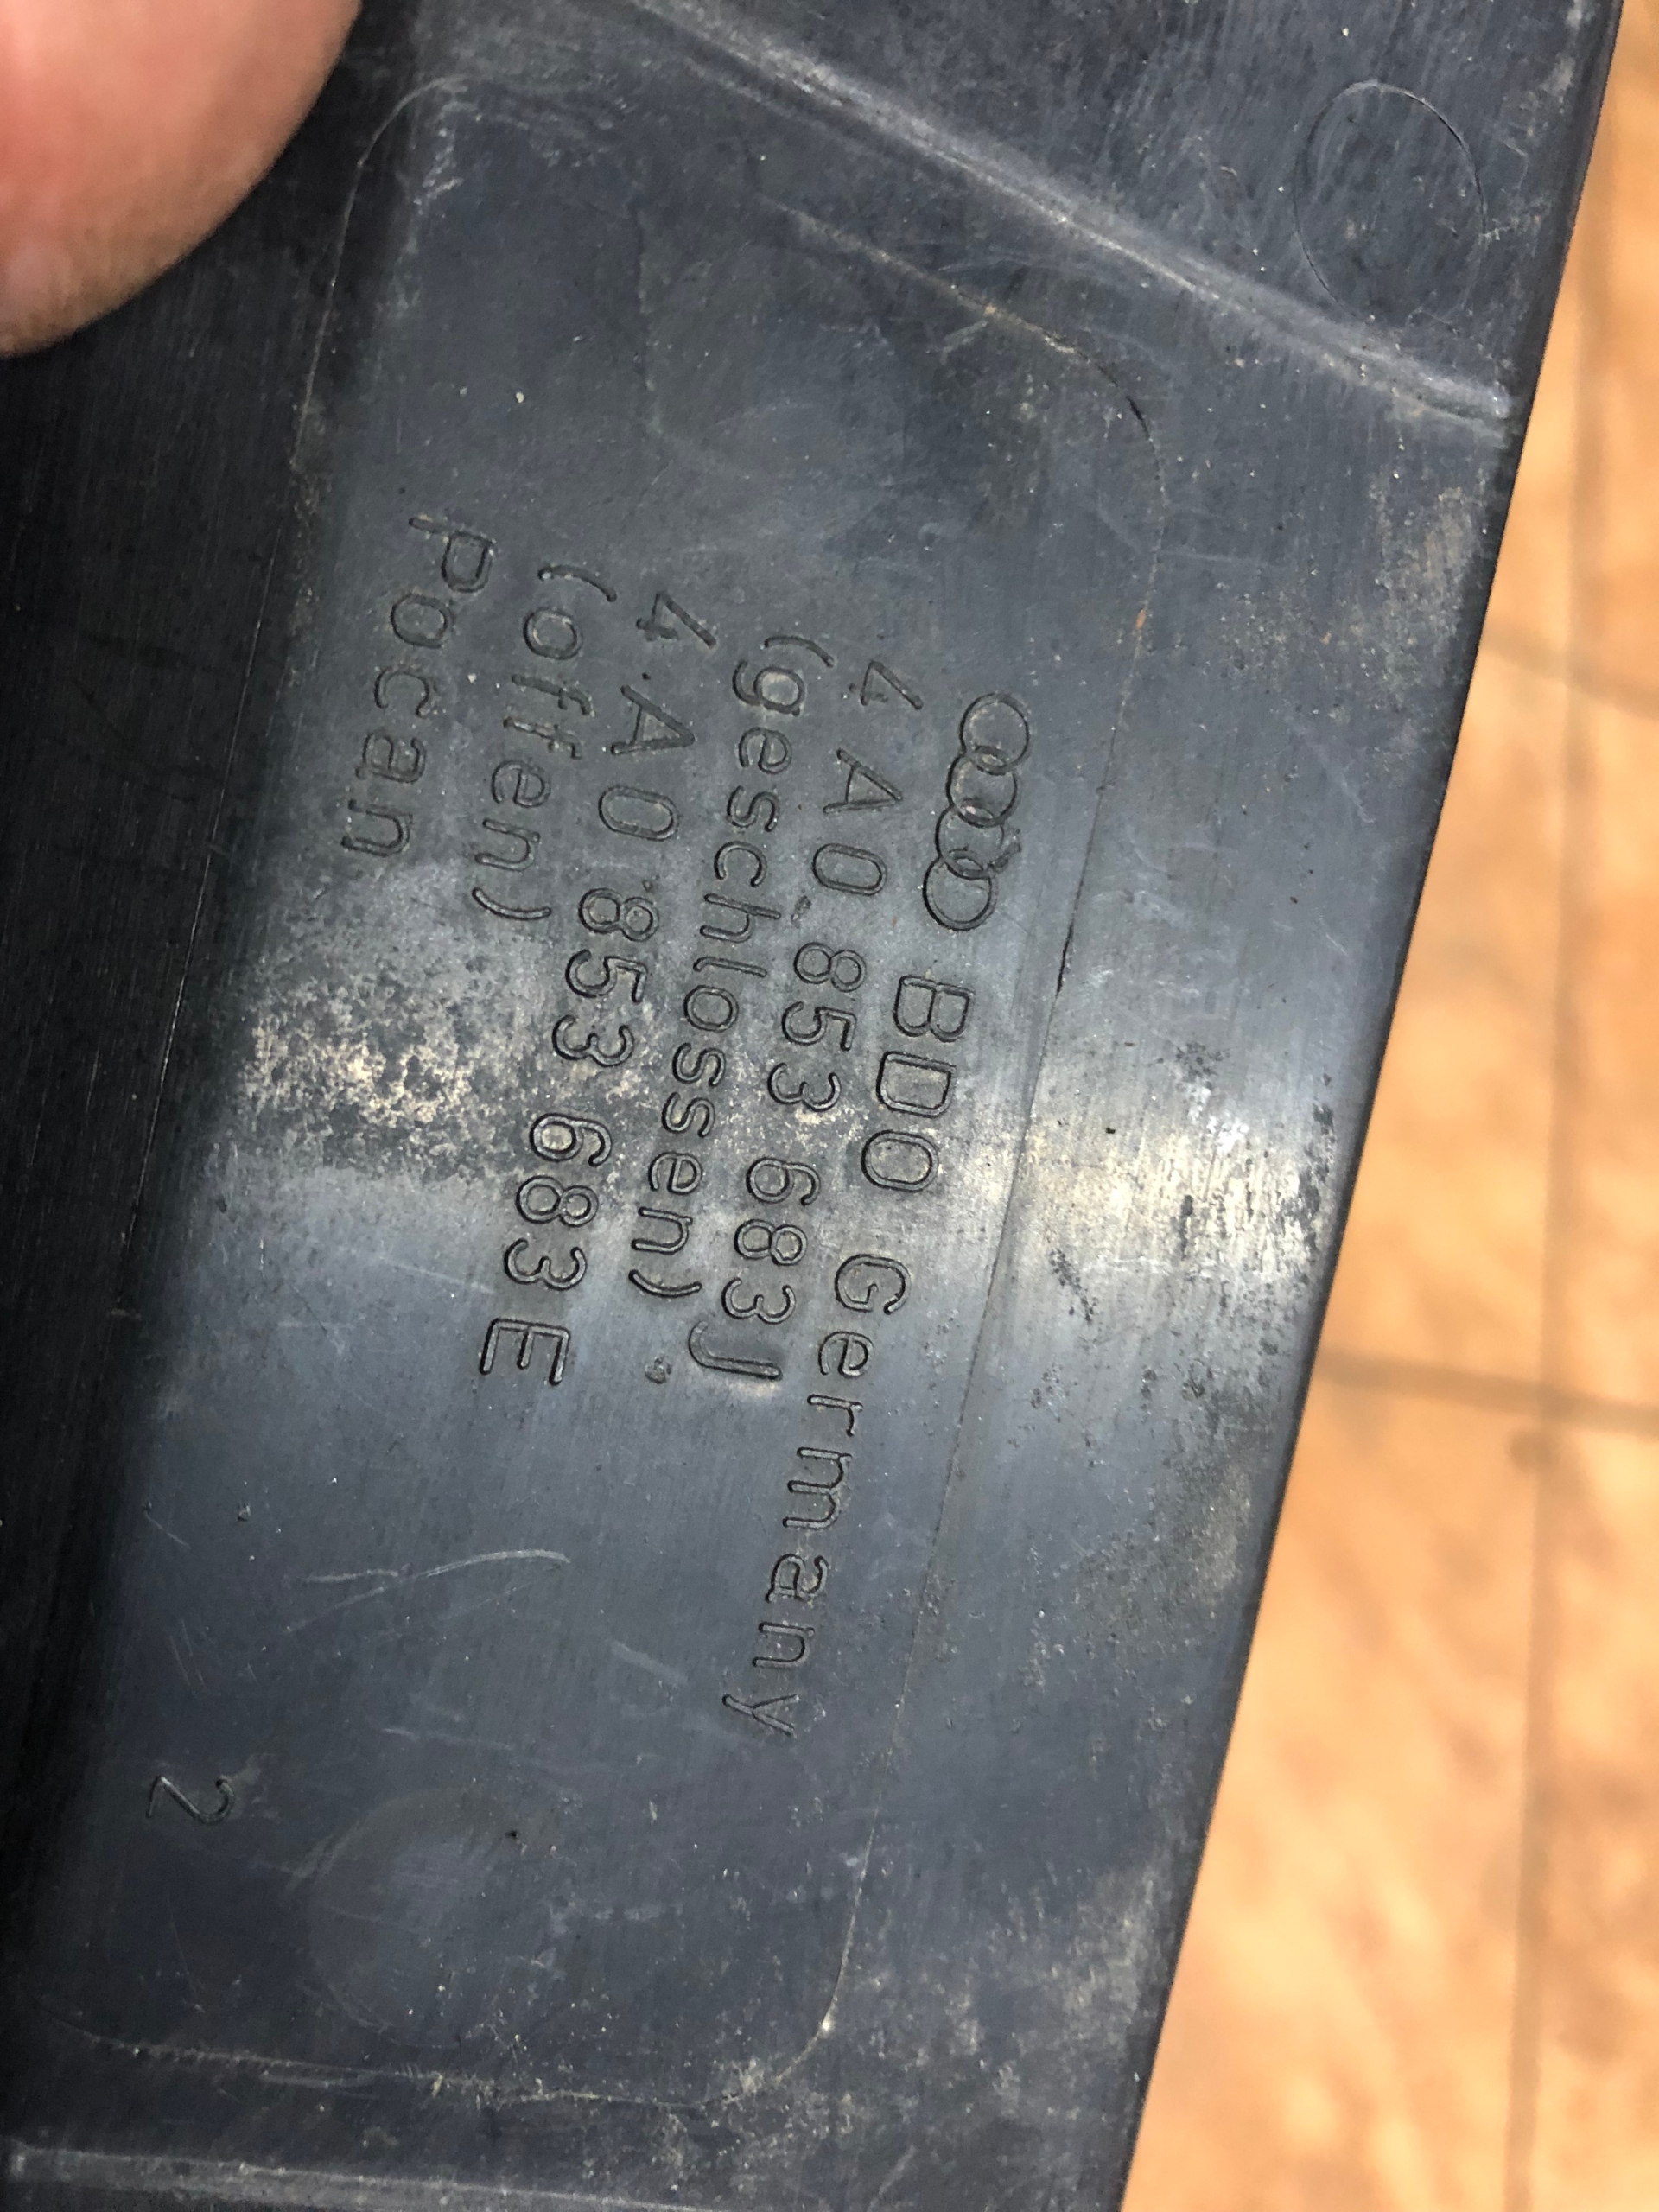 BDO Germany
4A0 853 683J
(geschlossen)
4A0 853 683E
(offen)
Pocan
2